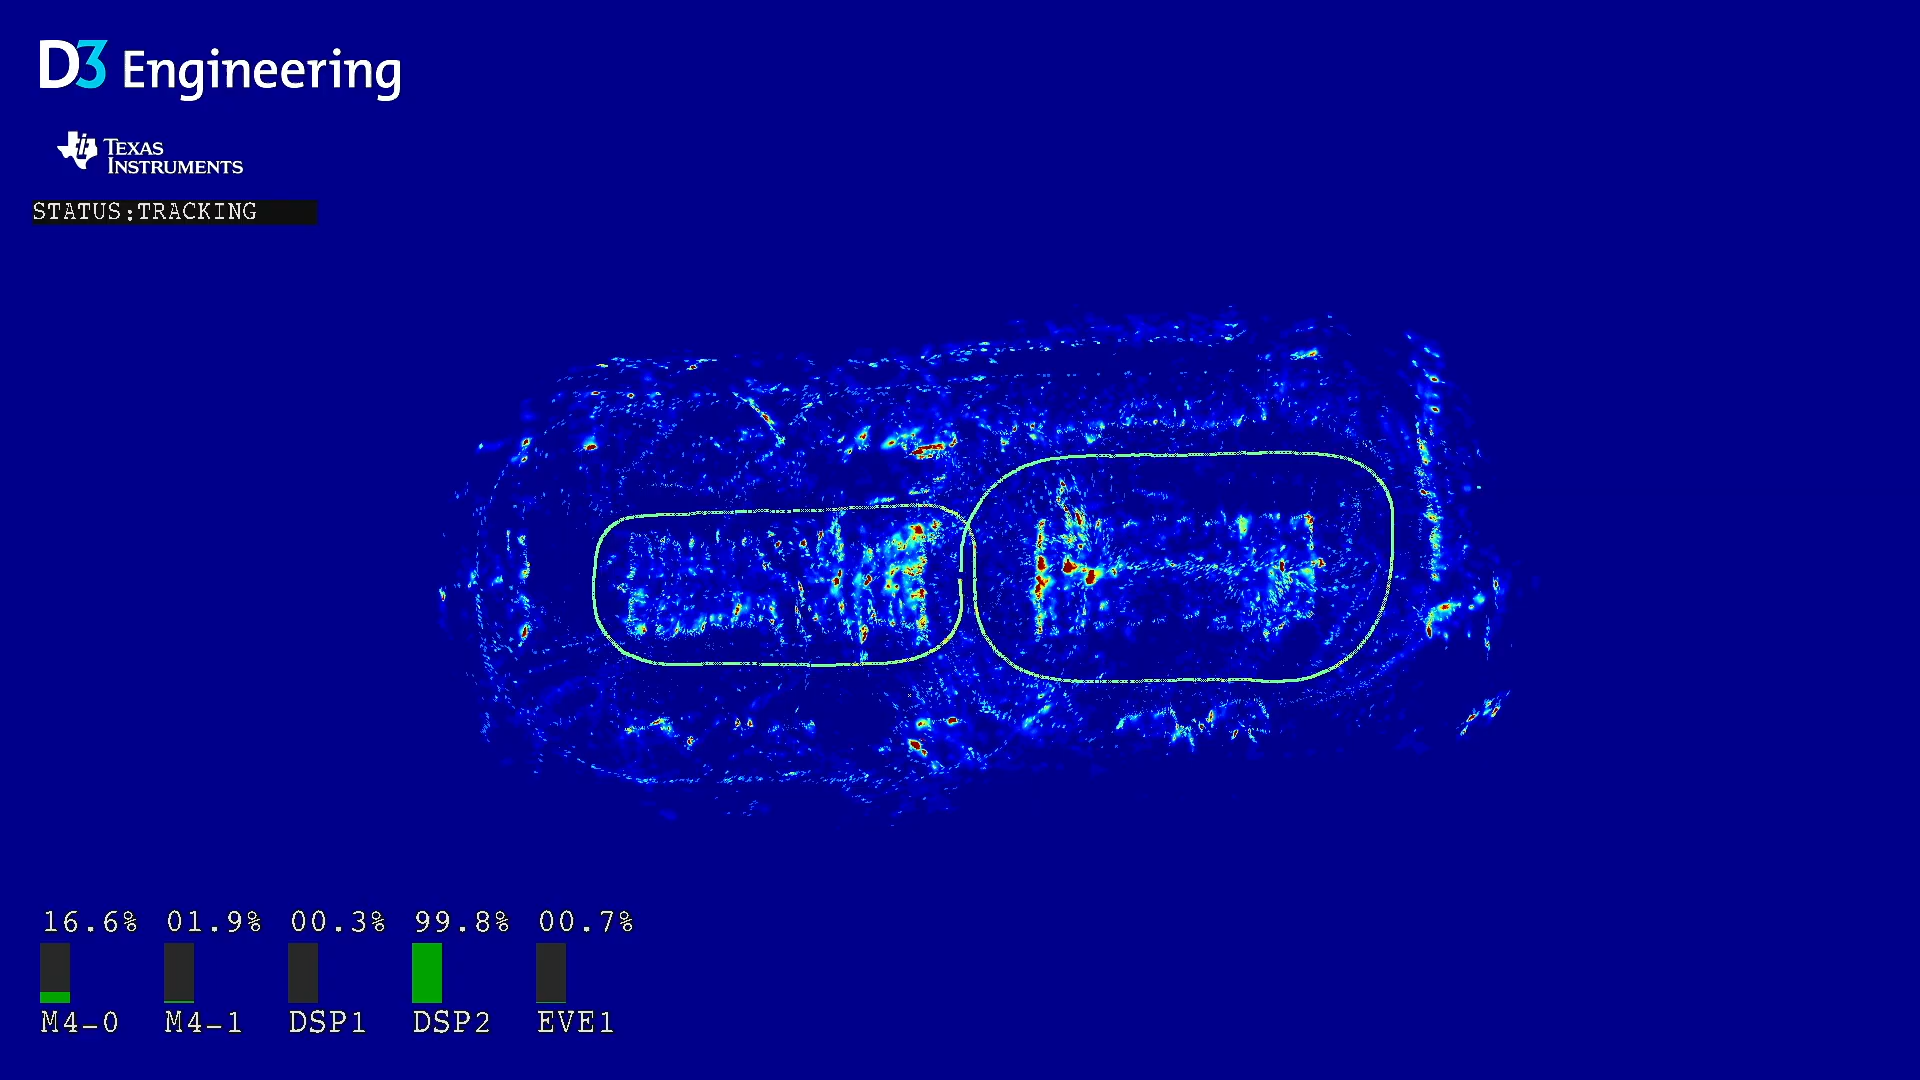 D3 Engineering
TEXAS
INSTRUMENTS
STATUS:TRACKING
16.6% 01.9% 00.3% 99.8% 00.7%
M4-0 M4-1 DSP1 DSP2 EVE1